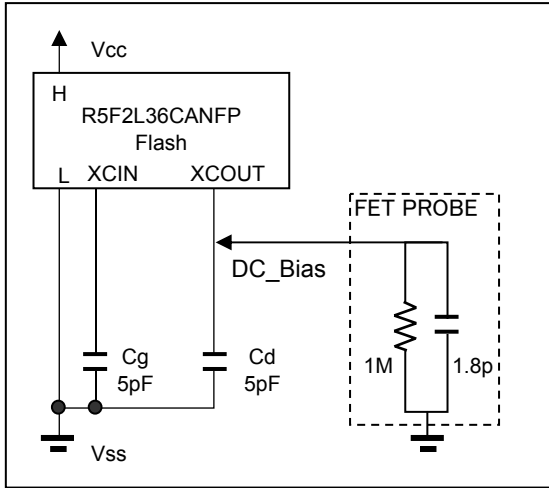 Vcc
H
R5F2L36CANFP
Flash
L XCIN XCOUT
FET PROBE
DC_Bias
Cg
5pF
Cd
5pF
1M
1.8p
Vss